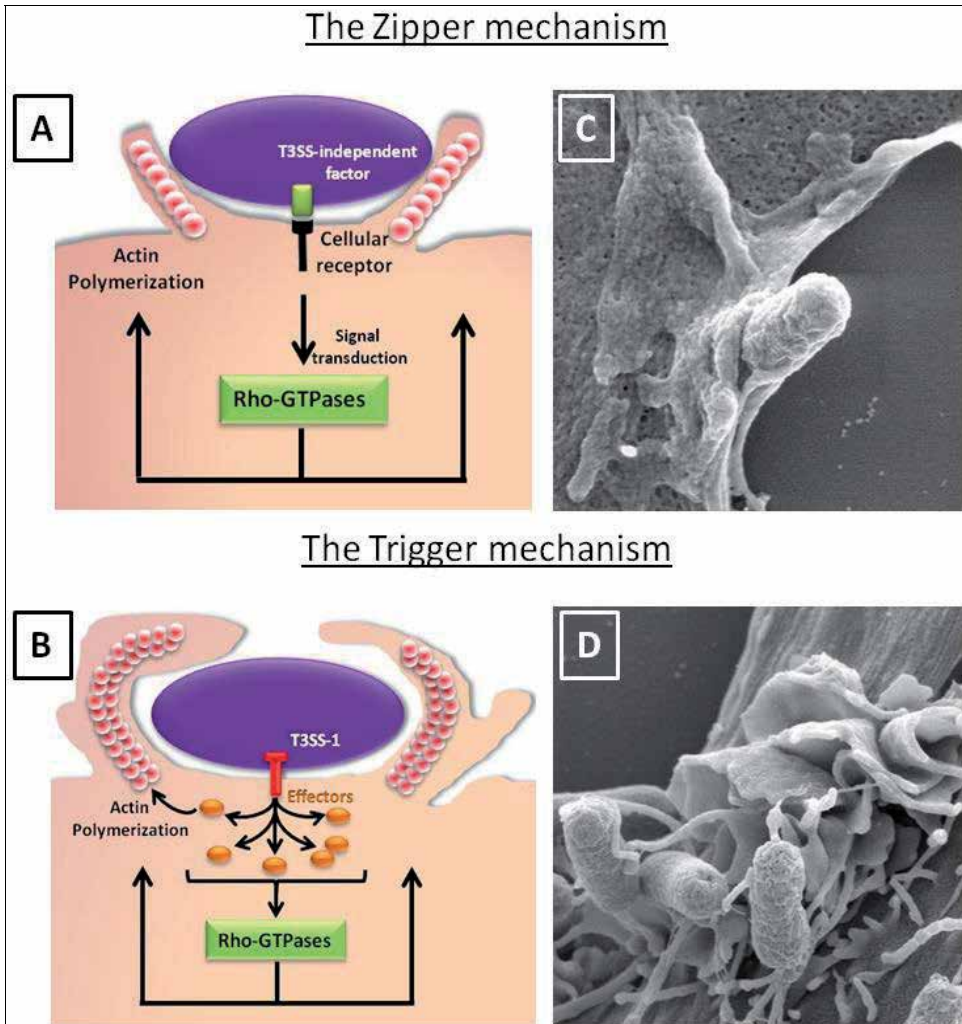 The Zipper mechanism
A
T3SS-independent
factor
Cellular
receptor
Actin
Polymerization
Signal
transduction
Rho-GTPases
C
The Trigger mechanism
B
T3SS-1
Effectors
Actin
Polymerization
Rho-GTPases
D